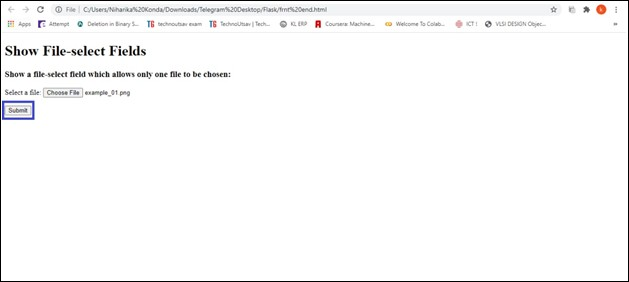 File | C:/Users/Niharika%20Konda/Downloads/Telegram%20Desktop/Flask/frnt%20end.html
Apps Attempt Deletion in Binary S... TG technoutsav exam TG TechnoUtsav | Tech... KL ERP Coursera: Machine... Welcome To Colab... ICT ! VLSI DESIGN Objec... »
Show File-select Fields
Show a file-select field which allows only one file to be chosen:
Select a file: Choose File example_01.png
Submit